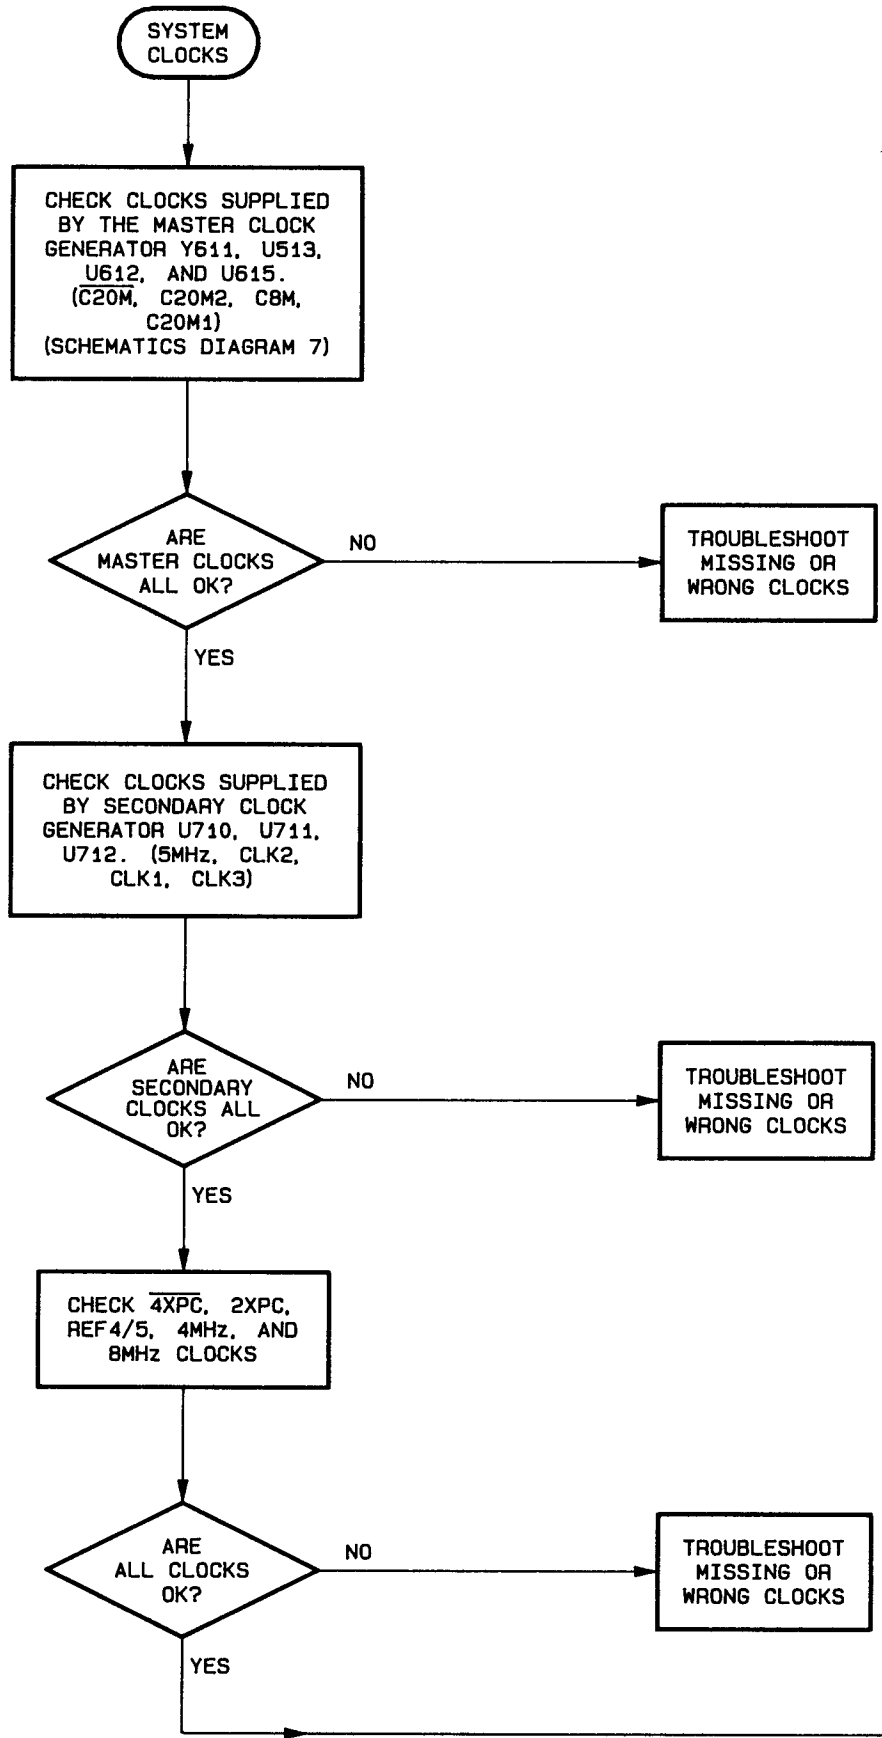 SYSTEM
CLOCKS
CHECK CLOCKS SUPPLIED
BY THE MASTER CLOCK
GENERATOR Y611, U513,
U612, AND U615.
(C̅2̅0̅M̅, C20M2, C8M,
C20M1)
(SCHEMATICS DIAGRAM 7)
ARE
MASTER CLOCKS
ALL OK?
NO
TROUBLESHOOT
MISSING OR
WRONG CLOCKS
YES
CHECK CLOCKS SUPPLIED
BY SECONDARY CLOCK
GENERATOR U710, U711,
U712. (5MHz, CLK2,
CLK1, CLK3)
ARE
SECONDARY
CLOCKS ALL
OK?
NO
TROUBLESHOOT
MISSING OR
WRONG CLOCKS
YES
CHECK 4̅X̅P̅C̅, 2XPC,
REF4/5, 4MHz, AND
8MHz CLOCKS
ARE
ALL CLOCKS
OK?
NO
TROUBLESHOOT
MISSING OR
WRONG CLOCKS
YES